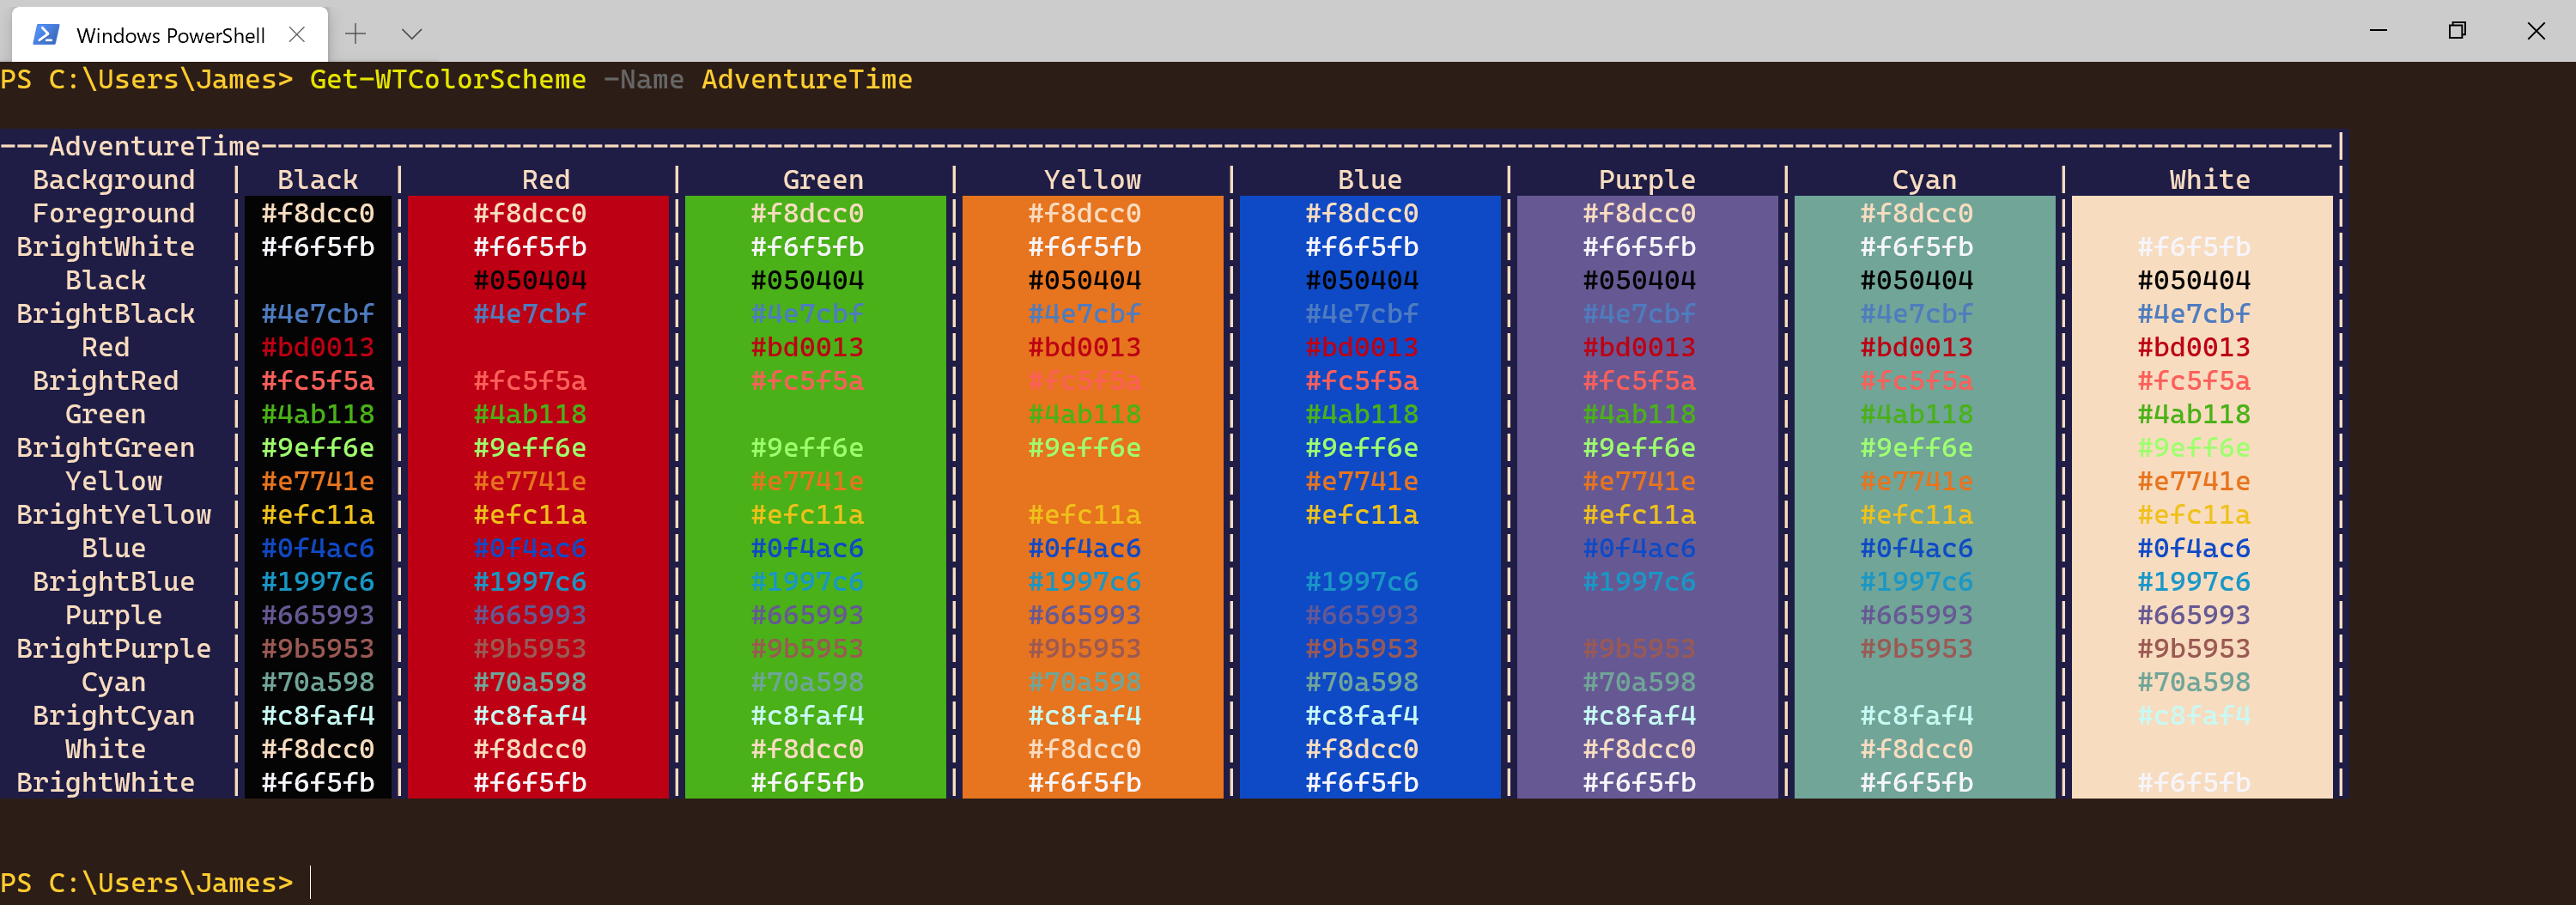 Windows PowerShell
PS C:\Users\James> Get-WTColorScheme -Name AdventureTime
---AdventureTime-------------------------------------------------------------------------------------------------------------------------------|
Background | Black | Red | Green | Yellow | Blue | Purple | Cyan | White |
Foreground | #f8dcc0 | #f8dcc0 | #f8dcc0 | #f8dcc0 | #f8dcc0 | #f8dcc0 | #f8dcc0 | |
BrightWhite | #f6f5fb | #f6f5fb | #f6f5fb | #f6f5fb | #f6f5fb | #f6f5fb | #f6f5fb | #f6f5fb |
Black | | #050404 | #050404 | #050404 | #050404 | #050404 | #050404 | #050404 |
BrightBlack | #4e7cbf | #4e7cbf | #4e7cbf | #4e7cbf | #4e7cbf | #4e7cbf | #4e7cbf | #4e7cbf |
Red | #bd0013 | | #bd0013 | #bd0013 | #bd0013 | #bd0013 | #bd0013 | #bd0013 |
BrightRed | #fc5f5a | #fc5f5a | #fc5f5a | #fc5f5a | #fc5f5a | #fc5f5a | #fc5f5a | #fc5f5a |
Green | #4ab118 | #4ab118 | | #4ab118 | #4ab118 | #4ab118 | #4ab118 | #4ab118 |
BrightGreen | #9eff6e | #9eff6e | #9eff6e | #9eff6e | #9eff6e | #9eff6e | #9eff6e | #9eff6e |
Yellow | #e7741e | #e7741e | #e7741e | | #e7741e | #e7741e | #e7741e | #e7741e |
BrightYellow | #efc11a | #efc11a | #efc11a | #efc11a | #efc11a | #efc11a | #efc11a | #efc11a |
Blue | #0f4ac6 | #0f4ac6 | #0f4ac6 | #0f4ac6 | | #0f4ac6 | #0f4ac6 | #0f4ac6 |
BrightBlue | #1997c6 | #1997c6 | #1997c6 | #1997c6 | #1997c6 | #1997c6 | #1997c6 | #1997c6 |
Purple | #665993 | #665993 | #665993 | #665993 | #665993 | | #665993 | #665993 |
BrightPurple | #9b5953 | #9b5953 | #9b5953 | #9b5953 | #9b5953 | #9b5953 | #9b5953 | #9b5953 |
Cyan | #70a598 | #70a598 | #70a598 | #70a598 | #70a598 | #70a598 | | #70a598 |
BrightCyan | #c8faf4 | #c8faf4 | #c8faf4 | #c8faf4 | #c8faf4 | #c8faf4 | #c8faf4 | #c8faf4 |
White | #f8dcc0 | #f8dcc0 | #f8dcc0 | #f8dcc0 | #f8dcc0 | #f8dcc0 | #f8dcc0 | |
BrightWhite | #f6f5fb | #f6f5fb | #f6f5fb | #f6f5fb | #f6f5fb | #f6f5fb | #f6f5fb | #f6f5fb |
PS C:\Users\James>